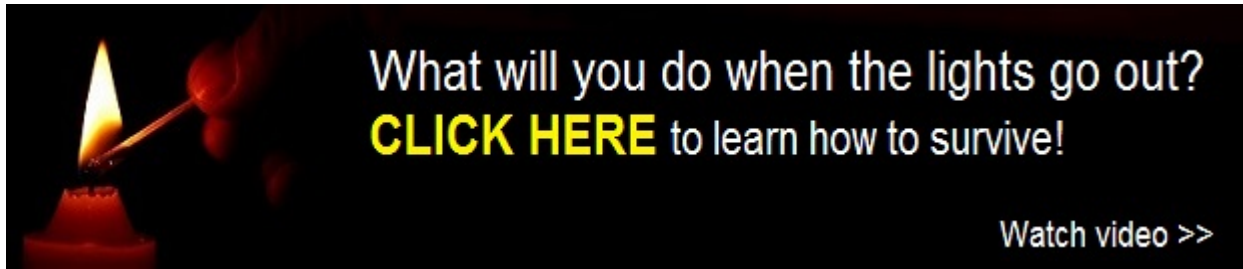 What will you do when the lights go out?
CLICK HERE to learn how to survive!
Watch video >>